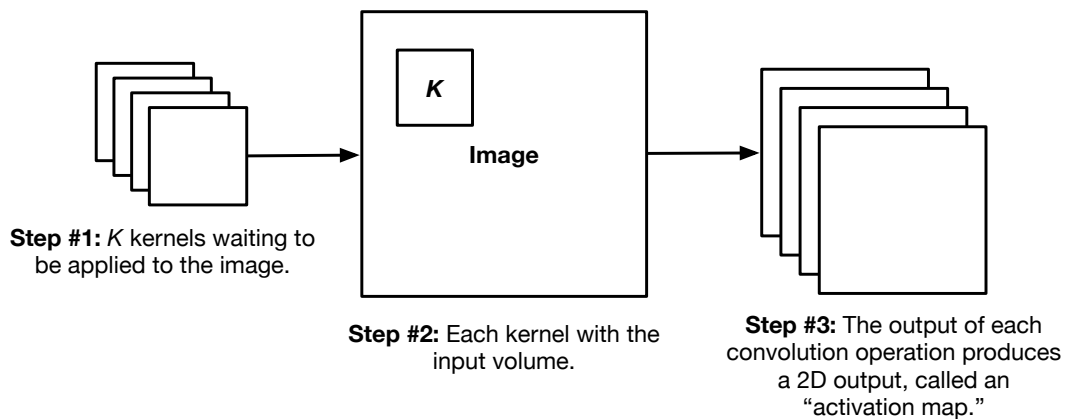 K
Image
Step #1: K kernels waiting to
be applied to the image.
Step #2: Each kernel with the
input volume.
Step #3: The output of each
convolution operation produces
a 2D output, called an
“activation map.”